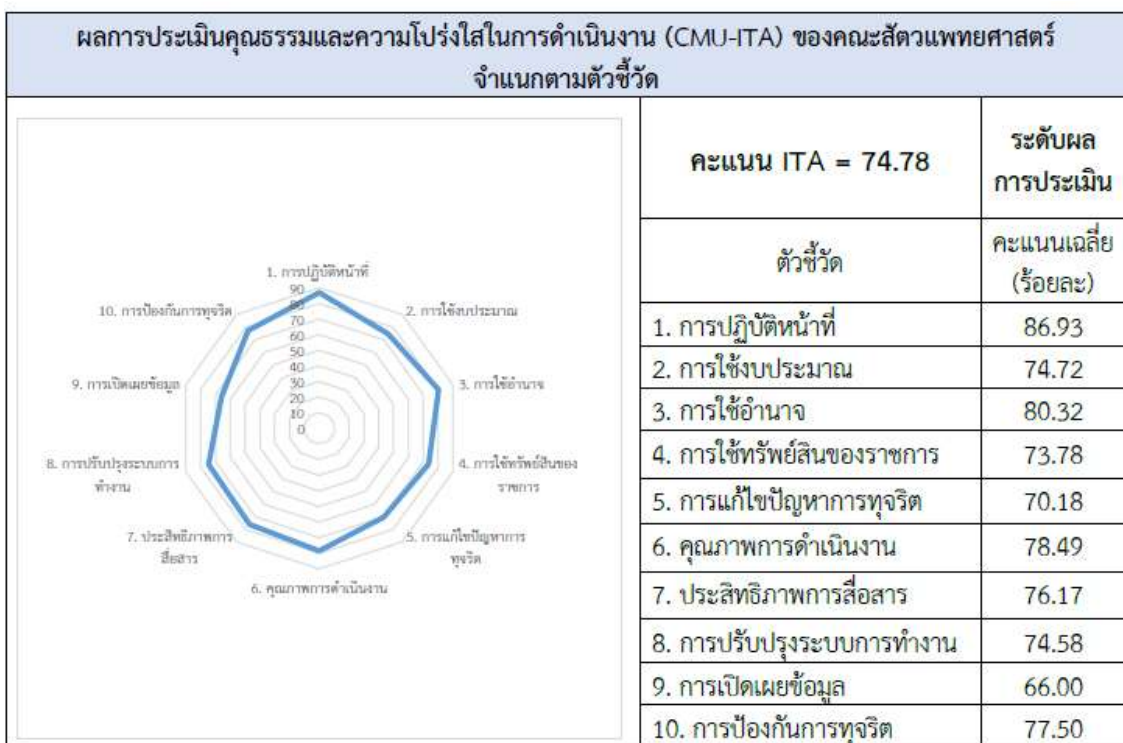 ผลการประเมินคุณธรรมและความโปร่งใสในการดำเนินงาน (CMU-ITA) ของคณะสัตวแพทยศาสตร์
จำแนกตามตัวชี้วัด
1. การปฏิบัติหน้าที่
2. การใช้งบประมาณ
3. การใช้อำนาจ
4. การใช้ทรัพย์สินของ
ราชการ
5. การแก้ไขปัญหาการ
ทุจริต
6. คุณภาพการดำเนินงาน
7. ประสิทธิภาพการ
สื่อสาร
8. การปรับปรุงระบบการ
ทำงาน
9. การเปิดเผยข้อมูล
10. การป้องกันการทุจริต
90
80
70
60
50
40
30
20
10
0
คะแนน ITA = 74.78
ระดับผล
การประเมิน
ตัวชี้วัด
คะแนนเฉลี่ย
(ร้อยละ)
1. การปฏิบัติหน้าที่ 86.93
2. การใช้งบประมาณ 74.72
3. การใช้อำนาจ 80.32
4. การใช้ทรัพย์สินของราชการ 73.78
5. การแก้ไขปัญหาการทุจริต 70.18
6. คุณภาพการดำเนินงาน 78.49
7. ประสิทธิภาพการสื่อสาร 76.17
8. การปรับปรุงระบบการทำงาน 74.58
9. การเปิดเผยข้อมูล 66.00
10. การป้องกันการทุจริต 77.50